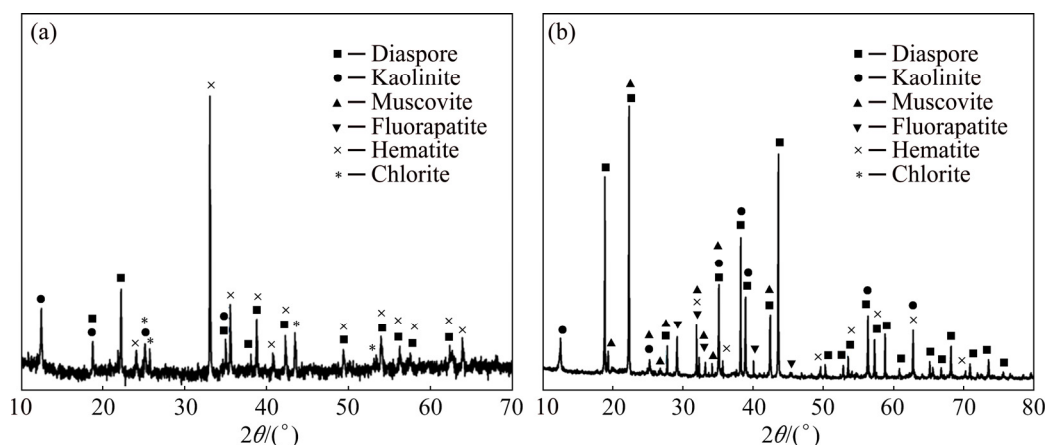 (a)
■ — Diaspore
● — Kaolinite
▲ — Muscovite
▼ — Fluorapatite
× — Hematite
* — Chlorite
10 20 30 40 50 60 70
2θ/(°)
(b)
■ — Diaspore
● — Kaolinite
▲ — Muscovite
▼ — Fluorapatite
× — Hematite
* — Chlorite
10 20 30 40 50 60 70 80
2θ/(°)